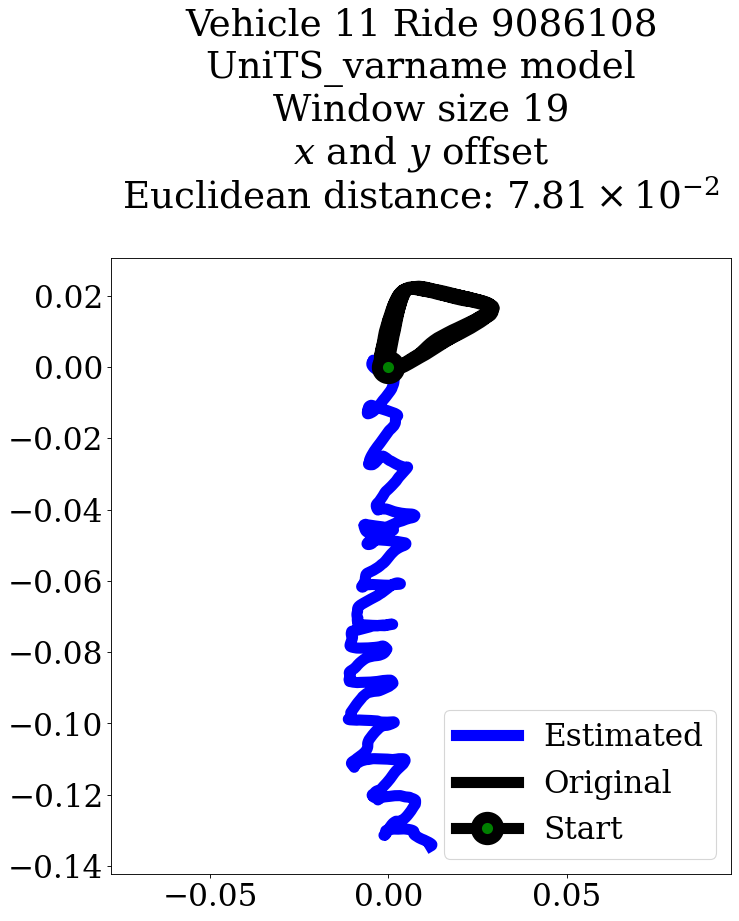 Vehicle 11 Ride 9086108
UniTS_varname model
Window size 19
x and y offset
Euclidean distance: 7.81 × 10⁻²
0.02
0.00
−0.02
−0.04
−0.06
−0.08
−0.10
−0.12
−0.14
Estimated
Original
Start
−0.05 0.00 0.05